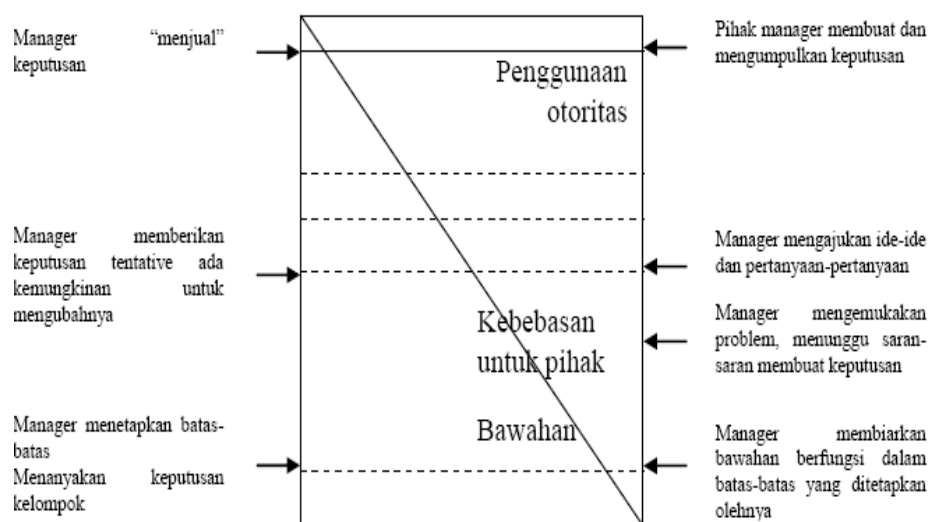 Manager “menjual”
keputusan
Pihak manager membuat dan
mengumpulkan keputusan
Penggunaan
otoritas
Manager memberikan
keputusan tentative ada
kemungkinan untuk
mengubahnya
Manager mengajukan ide-ide
dan pertanyaan-pertanyaan
Kebebasan
untuk pihak
Bawahan
Manager mengemukakan
problem, menunggu saran-
saran membuat keputusan
Manager menetapkan batas-
batas
Menanyakan keputusan
kelompok
Manager membiarkan
bawahan berfungsi dalam
batas-batas yang ditetapkan
olehnya